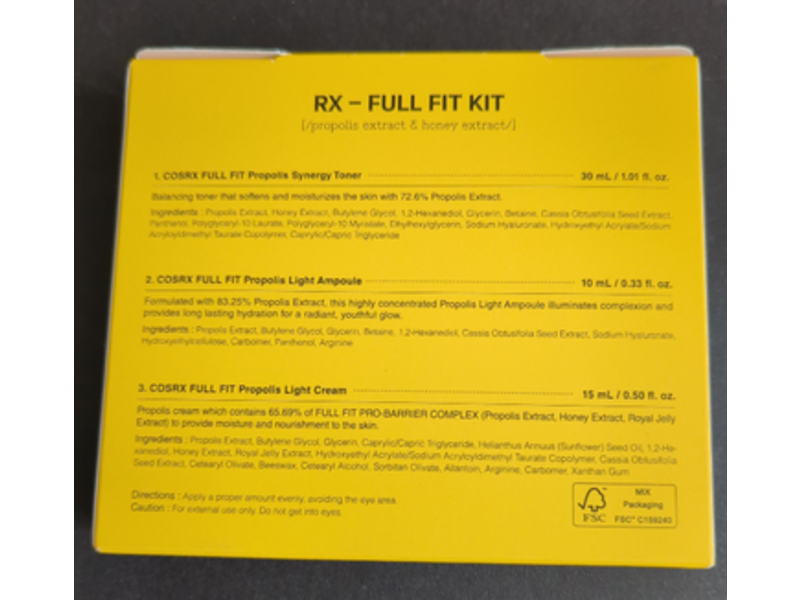 RX – FULL FIT KIT
[/propolis extract & honey extract/]
1. COSRX FULL FIT Propolis Synergy Toner 30 mL / 1.01 fl. oz.
Balancing toner that softens and moisturizes the skin with 72.6% Propolis Extract.
Ingredients : Propolis Extract, Honey Extract, Butylene Glycol, 1,2-Hexanediol, Glycerin, Betaine, Cassia Obtusifolia Seed Extract,
Panthenol, Polyglyceryl-10 Laurate, Polyglyceryl-10 Myristate, Ethylhexylglycerin, Sodium Hyaluronate, Hydroxyethyl Acrylate/Sodium
Acryloyldimethyl Taurate Copolymer, Caprylic/Capric Triglyceride
2. COSRX FULL FIT Propolis Light Ampoule 10 mL / 0.33 fl. oz.
Formulated with 83.25% Propolis Extract, this highly concentrated Propolis Light Ampoule illuminates complexion and
provides long lasting hydration for a radiant, youthful glow.
Ingredients : Propolis Extract, Butylene Glycol, Glycerin, Betaine, 1,2-Hexanediol, Cassia Obtusifolia Seed Extract, Sodium Hyaluronate,
Hydroxyethylcellulose, Carbomer, Panthenol, Arginine
3. COSRX FULL FIT Propolis Light Cream 15 mL / 0.50 fl. oz.
Propolis cream which contains 65.69% of FULL FIT PRO-BARRIER COMPLEX (Propolis Extract, Honey Extract, Royal Jelly
Extract) to provide moisture and nourishment to the skin.
Ingredients : Propolis Extract, Butylene Glycol, Glycerin, Caprylic/Capric Triglyceride, Helianthus Annuus (Sunflower) Seed Oil, 1,2-He-
xanediol, Honey Extract, Royal Jelly Extract, Hydroxyethyl Acrylate/Sodium Acryloyldimethyl Taurate Copolymer, Cassia Obtusifolia
Seed Extract, Cetearyl Olivate, Beeswax, Cetearyl Alcohol, Sorbitan Olivate, Allantoin, Arginine, Carbomer, Xanthan Gum
Directions : Apply a proper amount evenly, avoiding the eye area.
Caution : For external use only. Do not get into eyes.
MIX
Packaging
FSC FSC™ C159240